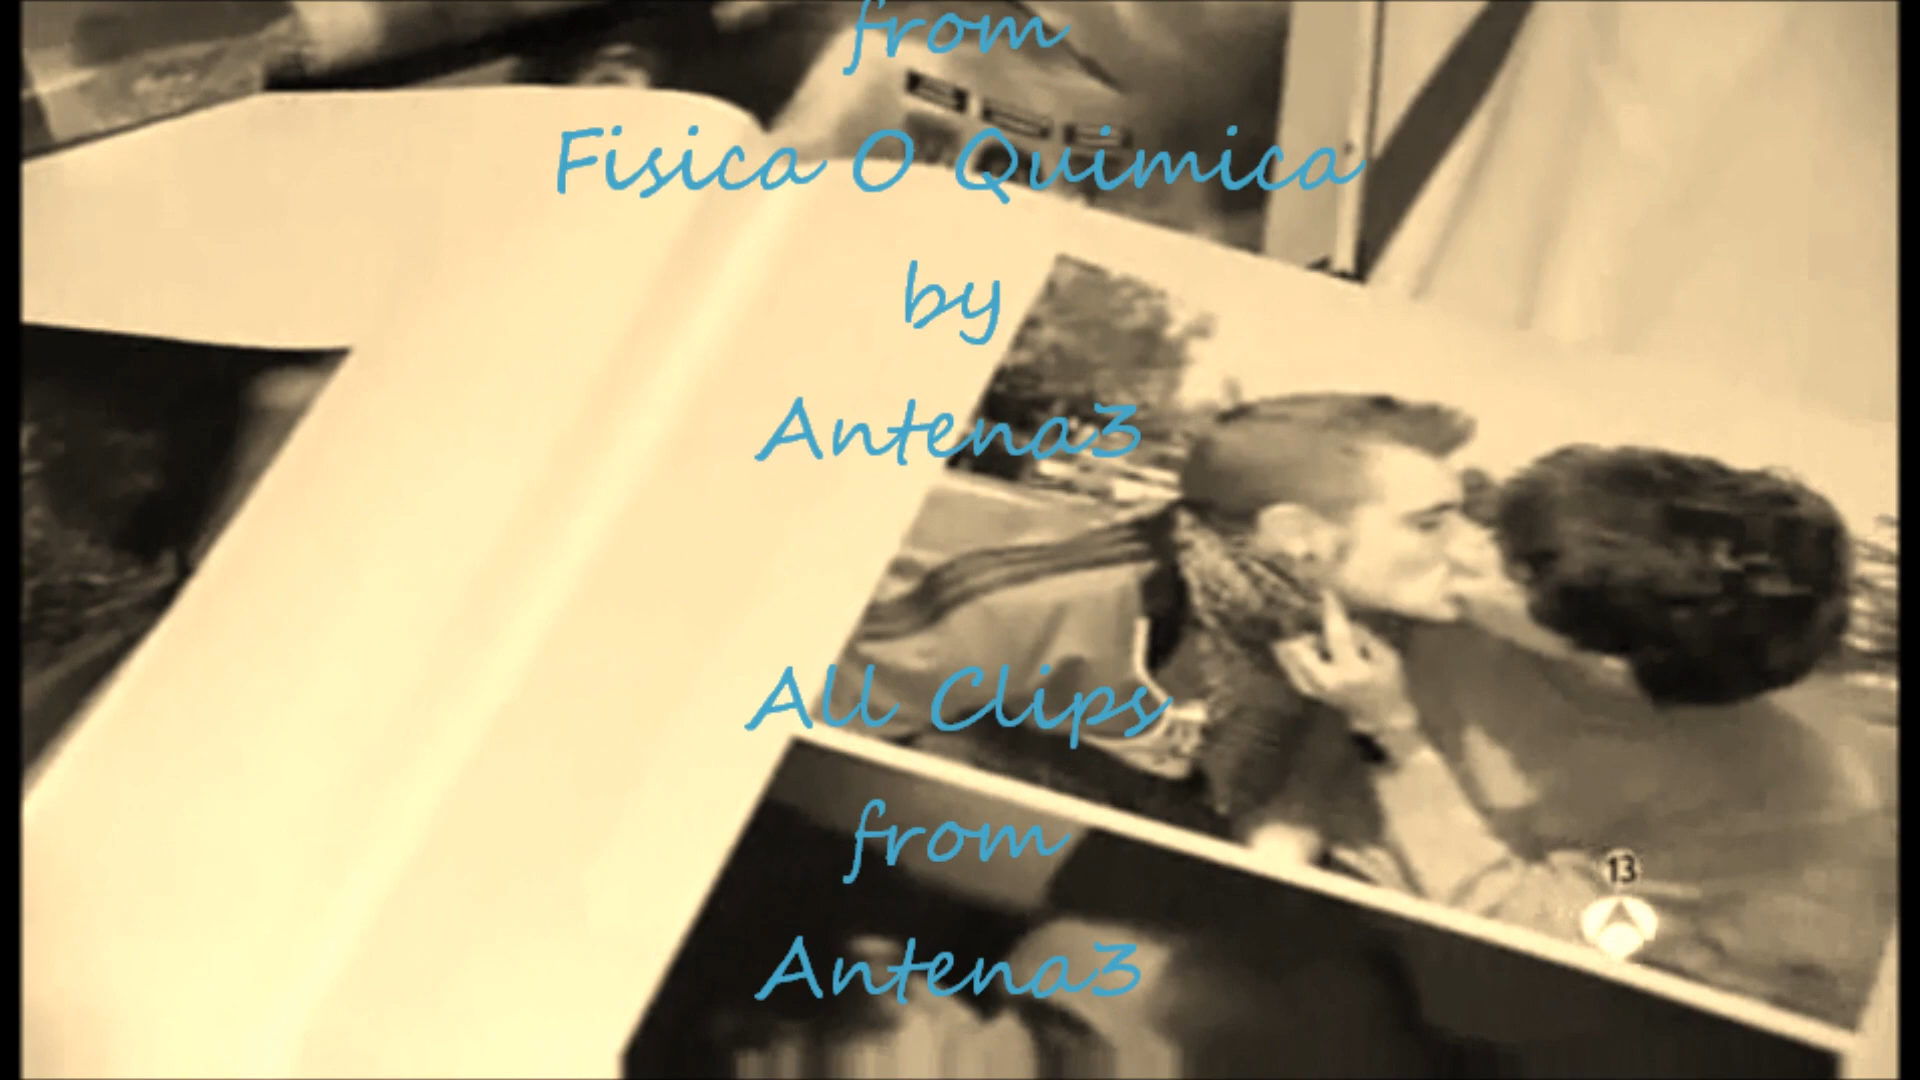 from
Fisica O Quimica
by
Antena3
All Clips
from
Antena3
13